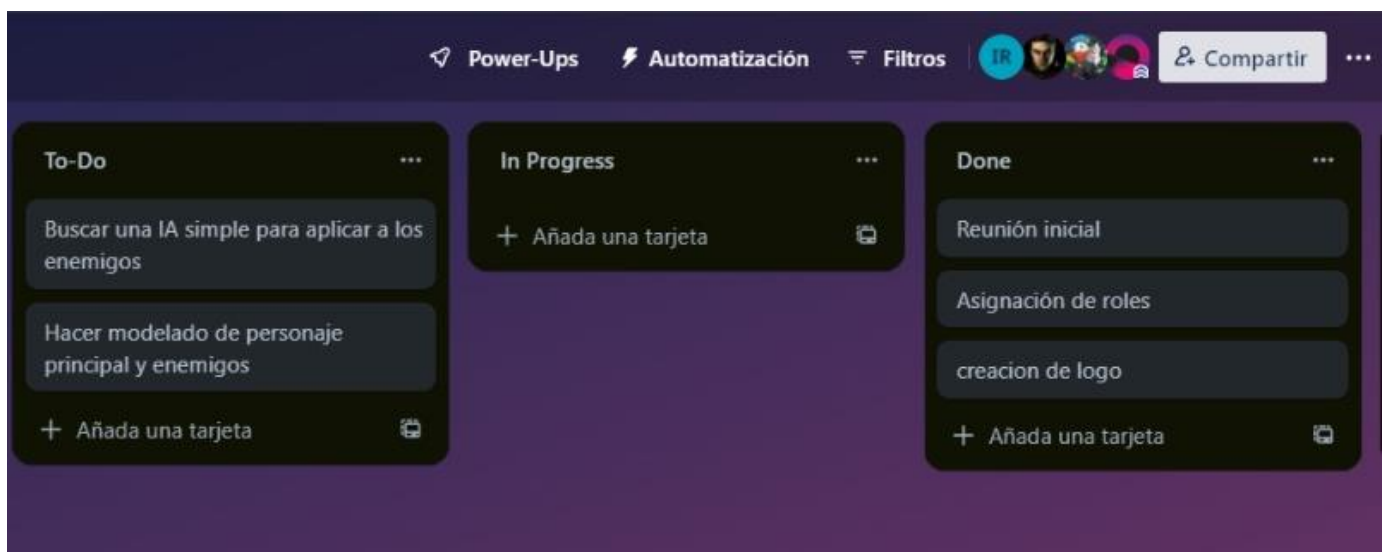 Power-Ups Automatización Filtros IR Compartir
To-Do
Buscar una IA simple para aplicar a los
enemigos
Hacer modelado de personaje
principal y enemigos
+ Añada una tarjeta
In Progress
+ Añada una tarjeta
Done
Reunión inicial
Asignación de roles
creacion de logo
+ Añada una tarjeta